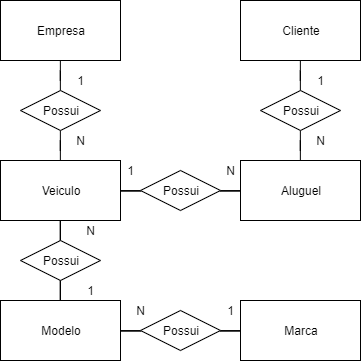 Empresa
Cliente
1
1
Possui
Possui
N
N
1
N
Veiculo
Possui
Aluguel
N
Possui
1
N
1
Modelo
Possui
Marca